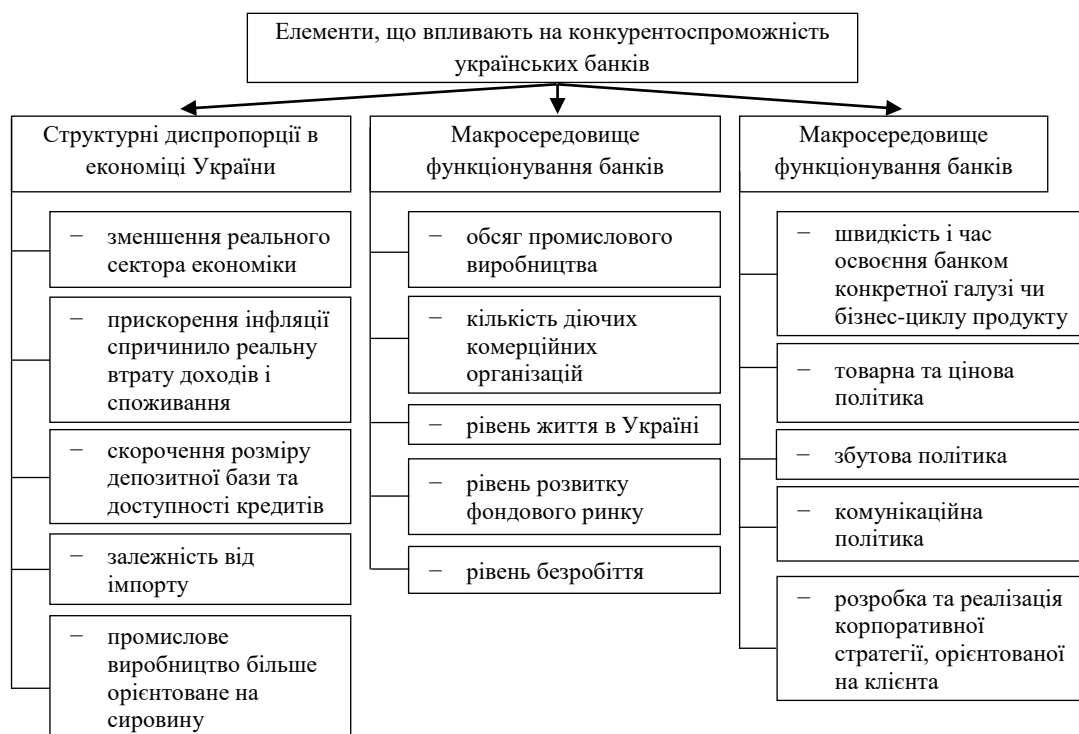 Елементи, що впливають на конкурентоспроможність
українських банків
Структурні диспропорції в
економіці України
− зменшення реального
сектора економіки
− прискорення інфляції
спричинило реальну
втрату доходів і
споживання
− скорочення розміру
депозитної бази та
доступності кредитів
− залежність від
імпорту
− промислове
виробництво більше
орієнтоване на
сировину
Макросередовище
функціонування банків
− обсяг промислового
виробництва
− кількість діючих
комерційних
організацій
− рівень життя в Україні
− рівень розвитку
фондового ринку
− рівень безробіття
Макросередовище
функціонування банків
− швидкість і час
освоєння банком
конкретної галузі чи
бізнес-циклу продукту
− товарна та цінова
політика
− збутова політика
− комунікаційна
політика
− розробка та реалізація
корпоративної
стратегії, орієнтованої
на клієнта